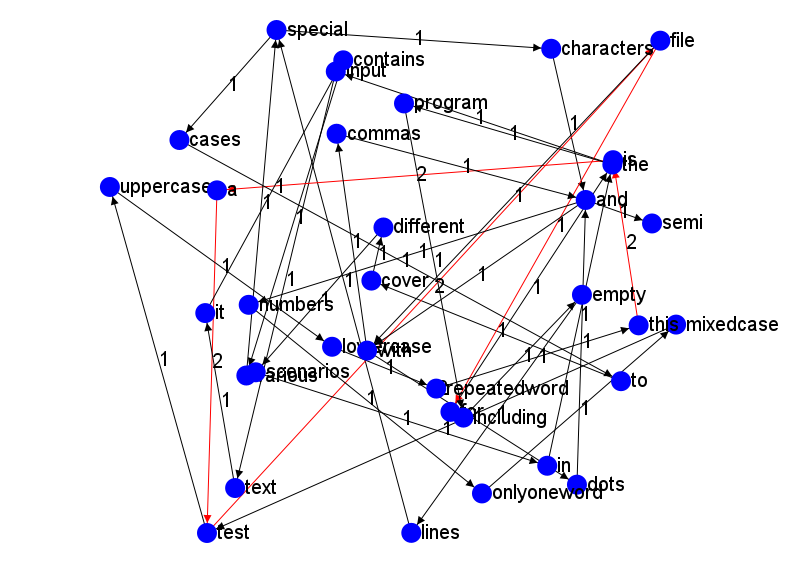 special
characters
file
contains
input
program
commas
cases
is
the
uppercase
a
and
semi
different
cover
numbers
it
empty
this
mixedcase
lowercase
with
scenarios
various
repeatedword
to
for
including
in
dots
text
onlyoneword
test
lines
1
1
1
1
1
1
1
2
1
1
1
1
1
1
1
1
1
1
1
2
1
1
2
1
1
1
1
1
1
1
1
2
1
1
1
1
1
1